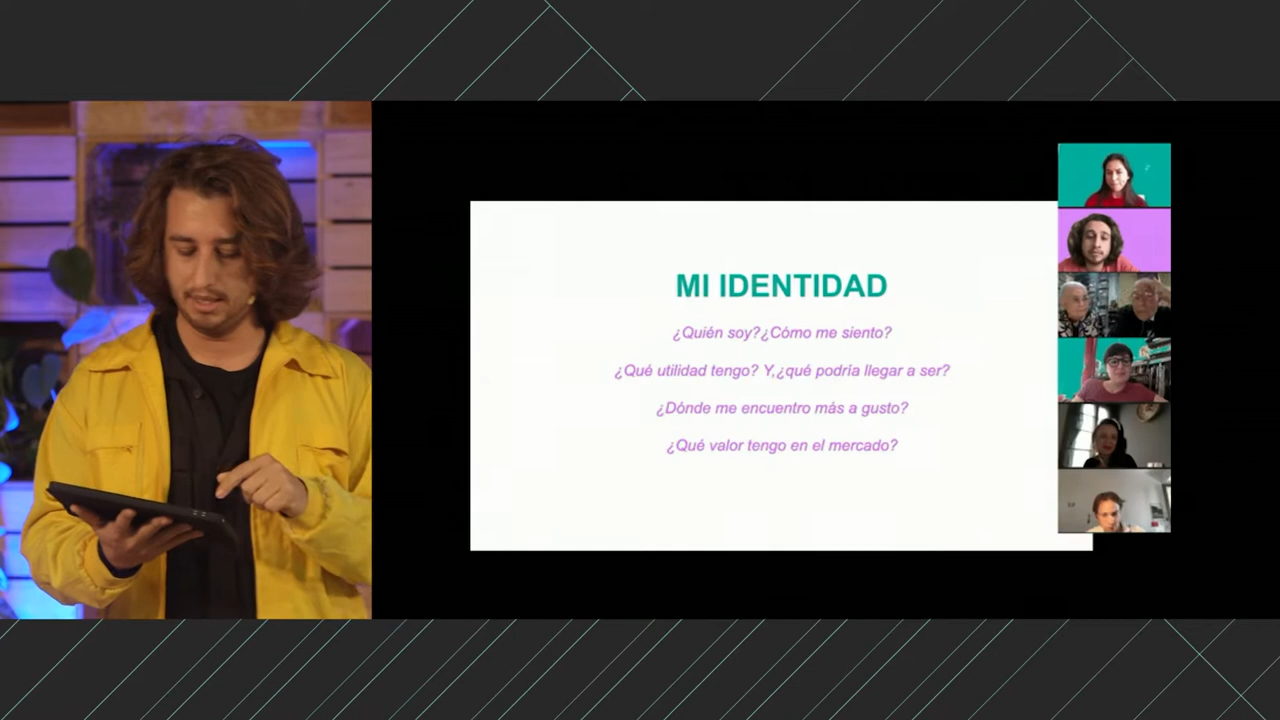 MI IDENTIDAD
¿Quién soy?¿Cómo me siento?
¿Qué utilidad tengo? Y,¿qué podría llegar a ser?
¿Dónde me encuentro más a gusto?
¿Qué valor tengo en el mercado?